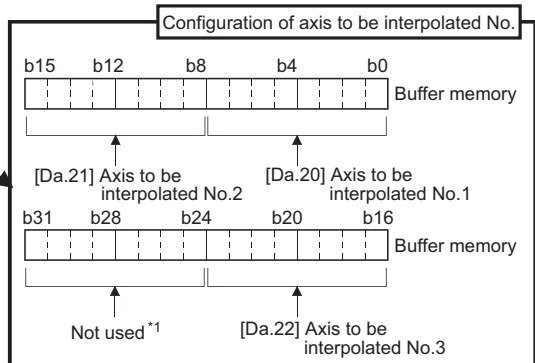 Configuration of axis to be interpolated No.
b15 b12 b8 b4 b0
Buffer memory
[Da.21] Axis to be interpolated No.2
[Da.20] Axis to be interpolated No.1
b31 b28 b24 b20 b16
Buffer memory
Not used *1
[Da.22] Axis to be interpolated No.3